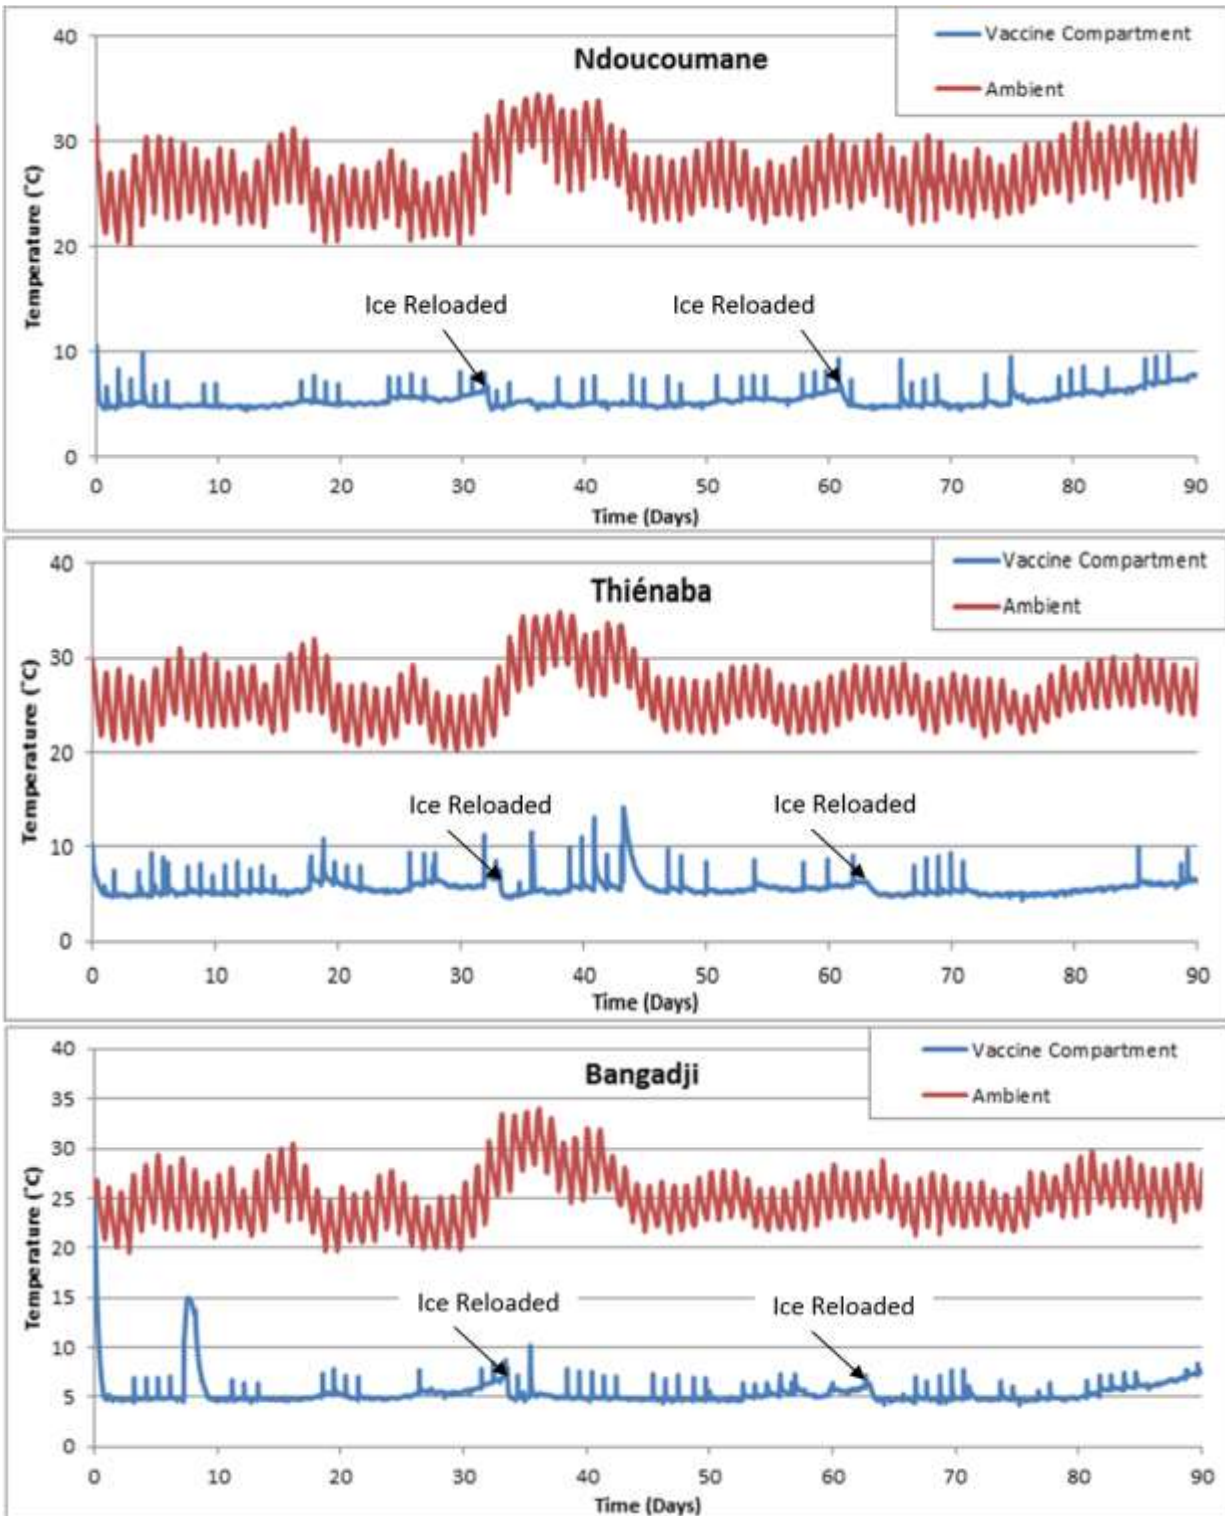 Ndoucoumane
Vaccine Compartment
Ambient
Temperature (˚C)
40
30
20
10
0
Ice Reloaded
Ice Reloaded
0 10 20 30 40 50 60 70 80 90
Time (Days)
Thiénaba
Vaccine Compartment
Ambient
Temperature (˚C)
40
30
20
10
0
Ice Reloaded
Ice Reloaded
0 10 20 30 40 50 60 70 80 90
Time (Days)
Bangadji
Vaccine Compartment
Ambient
Temperature (˚C)
40
35
30
25
20
15
10
5
0
Ice Reloaded
Ice Reloaded
0 10 20 30 40 50 60 70 80 90
Time (Days)